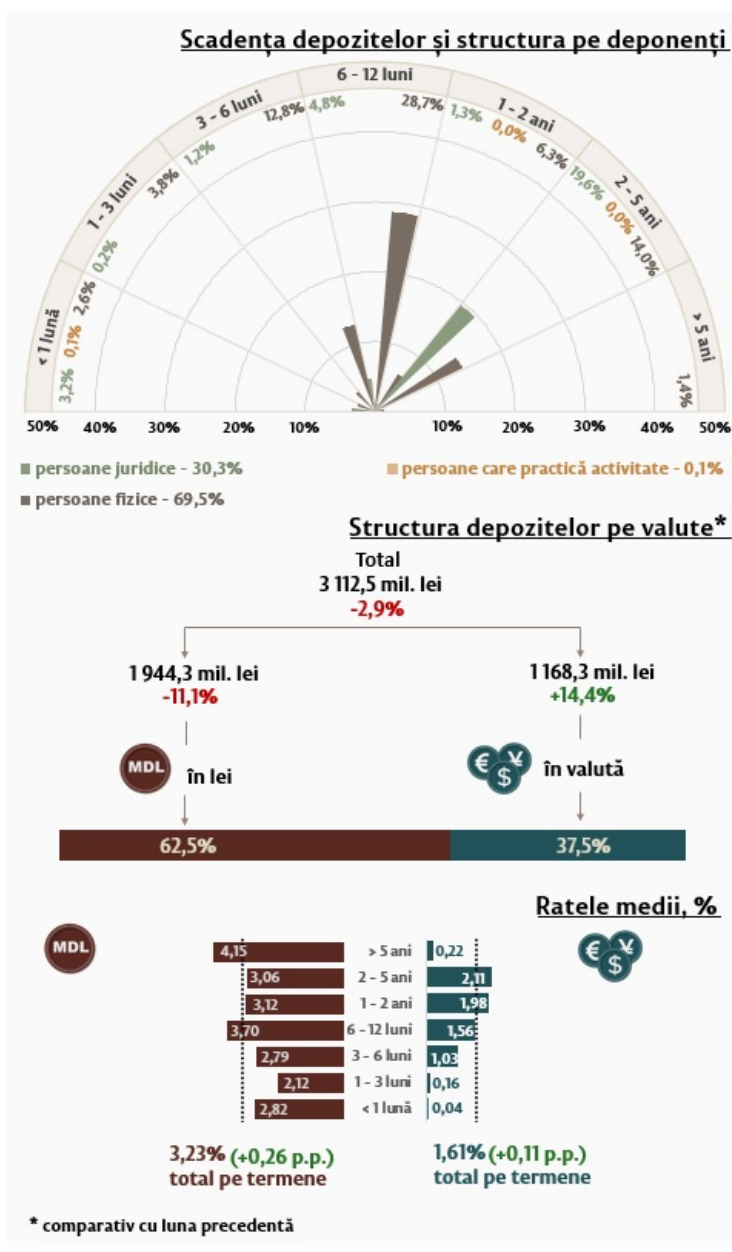 Scadența depozitelor și structura pe deponenți
< 1 lună
1 - 3 luni
3 - 6 luni
6 - 12 luni
1 - 2 ani
2 - 5 ani
> 5 ani
3,2% 0,1% 2,6%
0,2% 3,8%
1,2% 12,8%
4,8% 28,7%
1,3% 0,0% 6,3%
19,6% 0,0% 14,0%
1,4%
50% 40% 30% 20% 10% 10% 20% 30% 40% 50%
persoane juridice - 30,3%
persoane care practică activitate - 0,1%
persoane fizice - 69,5%
Structura depozitelor pe valute*
Total
3 112,5 mil. lei
-2,9%
1 944,3 mil. lei
-11,1%
1 168,3 mil. lei
+14,4%
MDL
în lei
€ ¥ $
în valută
62,5% 37,5%
Ratele medii, %
MDL
€ ¥ $
4,15 > 5 ani 0,22
3,06 2 - 5 ani 2,11
3,12 1 - 2 ani 1,98
3,70 6 - 12 luni 1,56
2,79 3 - 6 luni 1,03
2,12 1 - 3 luni 0,16
2,82 < 1 lună 0,04
3,23% (+0,26 p.p.)
total pe termene
1,61% (+0,11 p.p.)
total pe termene
* comparativ cu luna precedentă